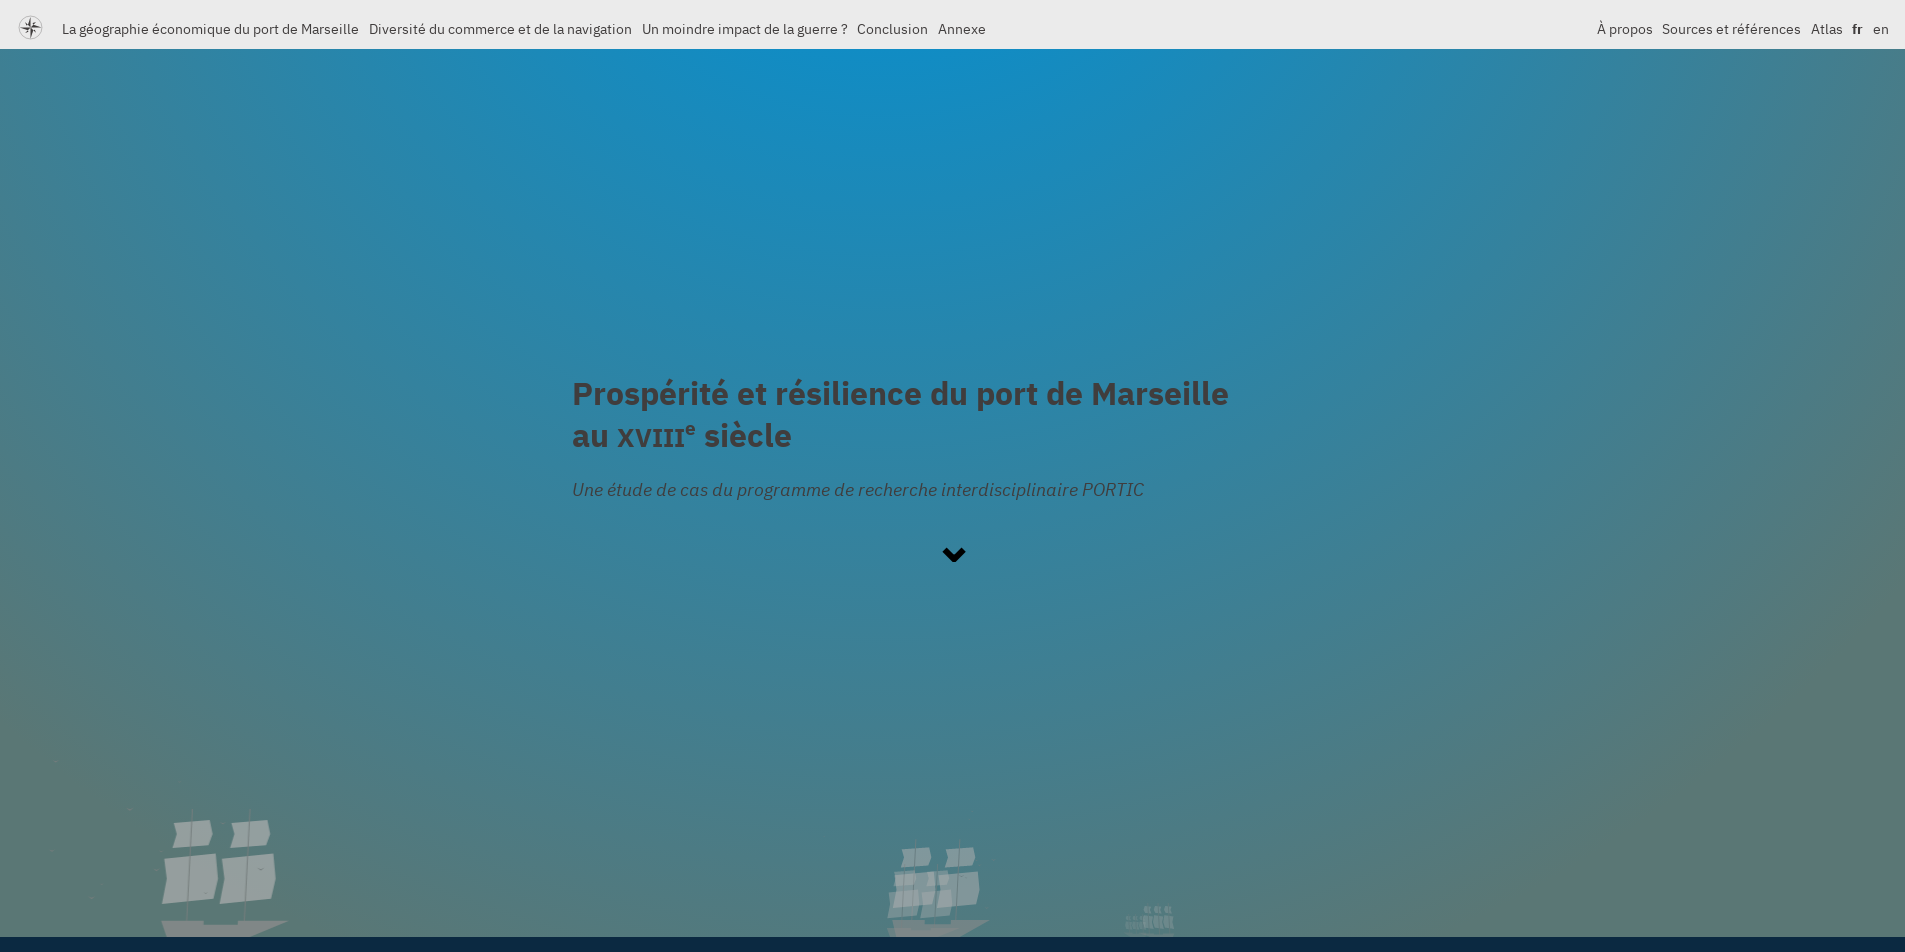 La géographie économique du port de Marseille Diversité du commerce et de la navigation Un moindre impact de la guerre ? Conclusion Annexe À propos Sources et références Atlas fr en
Prospérité et résilience du port de Marseille
au XVIIIe siècle
Une étude de cas du programme de recherche interdisciplinaire PORTIC